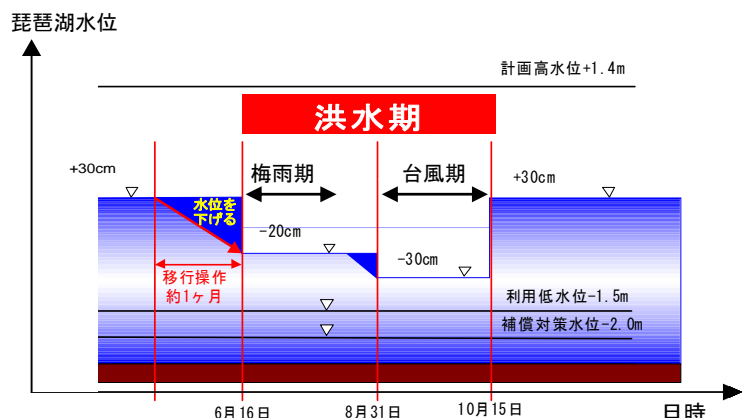 琵琶湖水位
計画高水位+1.4m
洪水期
+30cm
梅雨期
台風期
+30cm
水位を
下げる
-20cm
-30cm
移行操作
約1ヶ月
利用低水位-1.5m
補償対策水位-2.0m
6月16日
8月31日
10月15日
日時